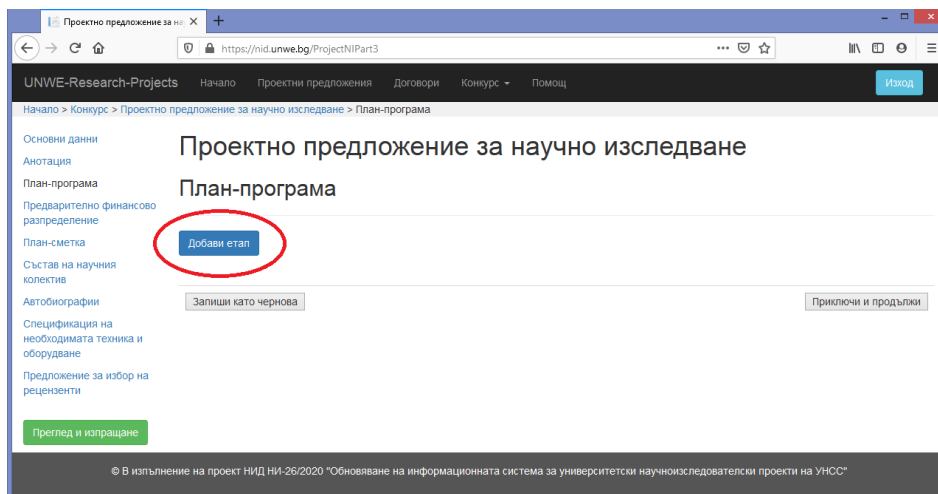 Проектно предложение за на
https://nid.unwe.bg/ProjectNIPart3
UNWE-Research-Projects Начало Проектни предложения Договори Конкурс Помощ Изход
Начало > Конкурс > Проектно предложение за научно изследване > План-програма
Основни данни
Анотация
План-програма
Предварително финансово
разпределение
План-сметка
Състав на научния
колектив
Автобиографии
Спецификация на
необходимата техника и
оборудване
Предложение за избор на
рецензенти
Преглед и изпращане
Проектно предложение за научно изследване
План-програма
Добави етап
Запиши като чернова Приключи и продължи
© В изпълнение на проект НИД НИ-26/2020 "Обновяване на информационната система за университетски научноизследователски проекти на УНСС"